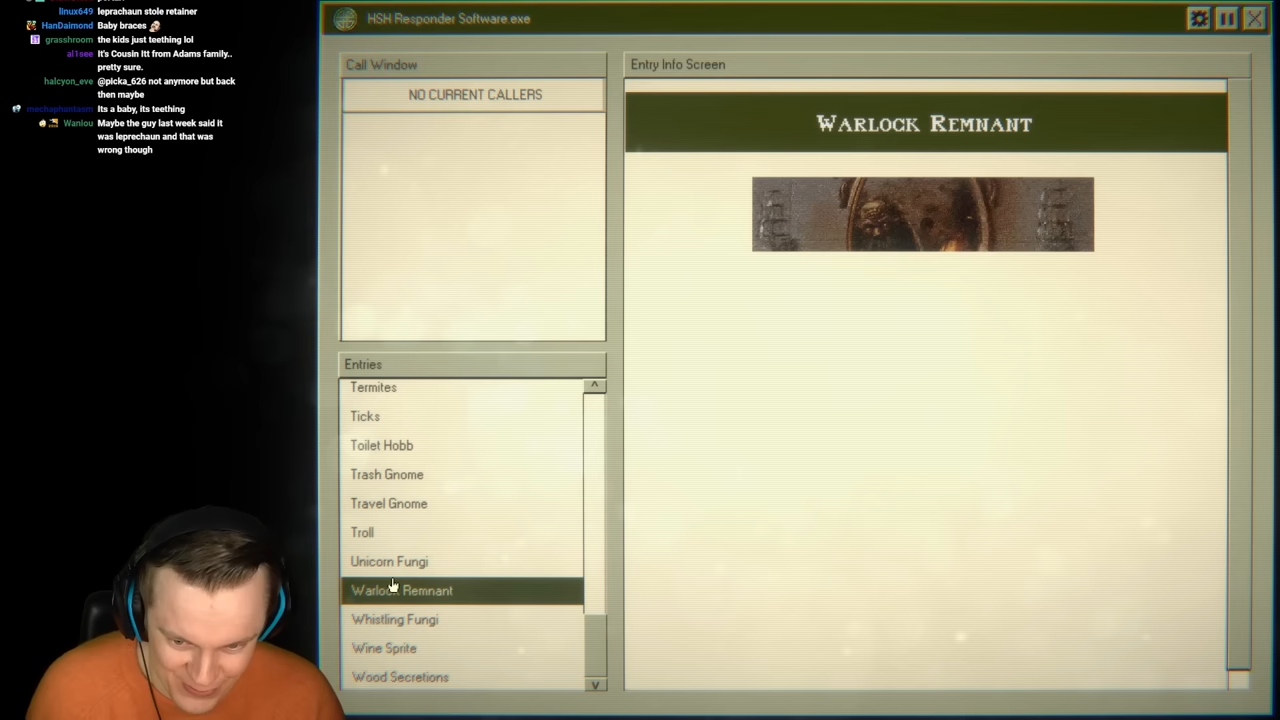 linux649 leprachaun stole retainer
HanDaimond Baby braces
grasshroom the kids just teething lol
al1see It's Cousin Itt from Adams family..
pretty sure.
halcyon_eve @picka_626 not anymore but back
then maybe
mechaphantasm Its a baby, its teething
Wanlou Maybe the guy last week said it
was leprechaun and that was
wrong though
HSH Responder Software.exe
Call Window
NO CURRENT CALLERS
Entries
Termites
Ticks
Toilet Hobb
Trash Gnome
Travel Gnome
Troll
Unicorn Fungi
Warlock Remnant
Whistling Fungi
Wine Sprite
Wood Secretions
Entry Info Screen
Warlock Remnant